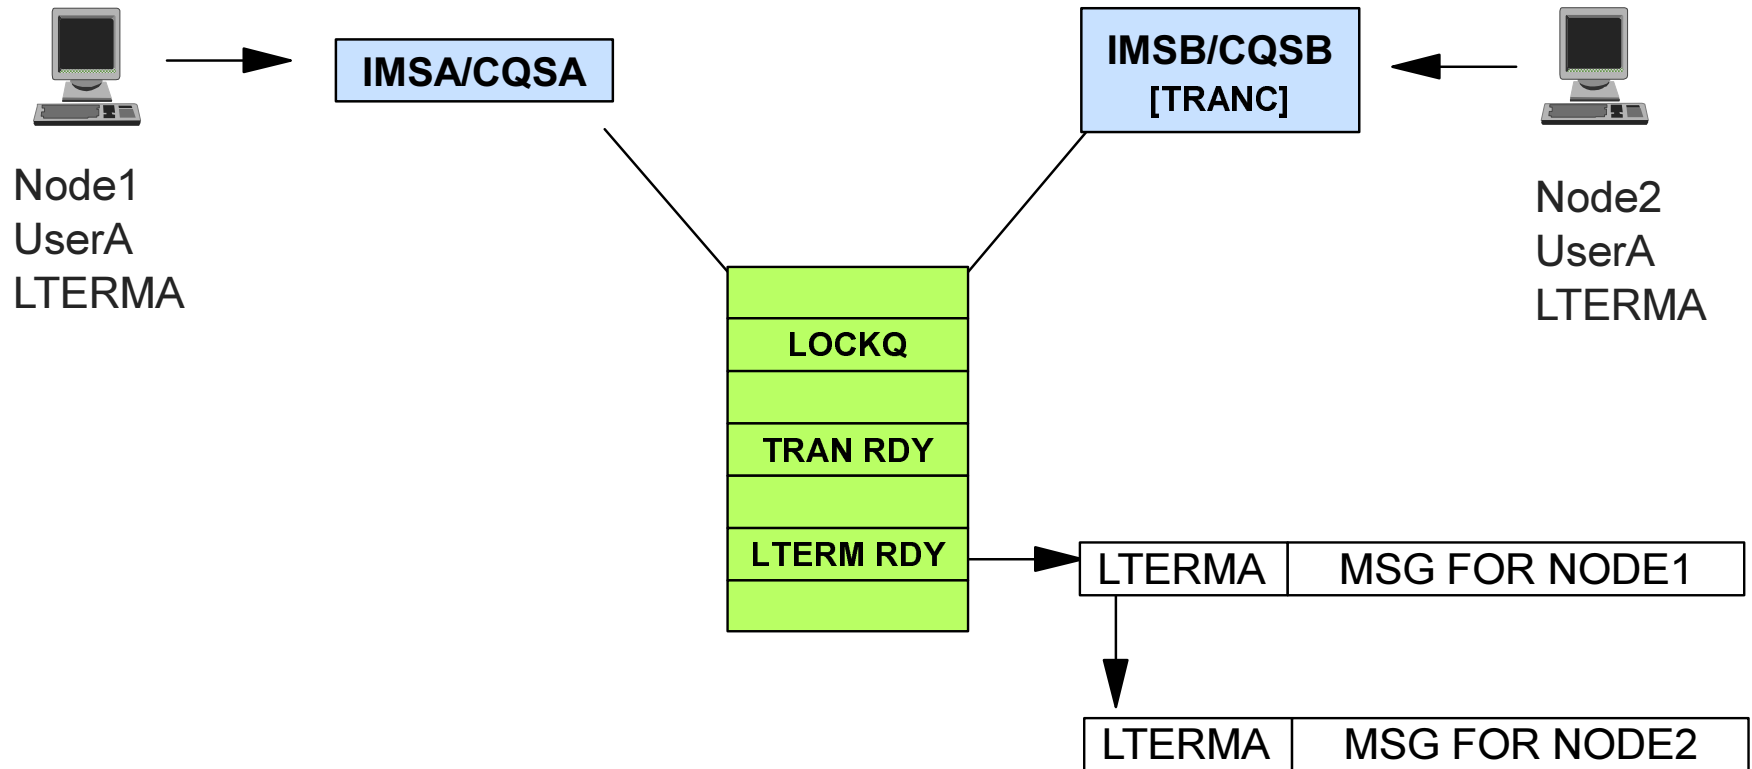 IMSA/CQSA
IMSB/CQSB
[TRANC]
Node1
UserA
LTERMA
Node2
UserA
LTERMA
LOCKQ
TRAN RDY
LTERM RDY
LTERMA MSG FOR NODE1
LTERMA MSG FOR NODE2